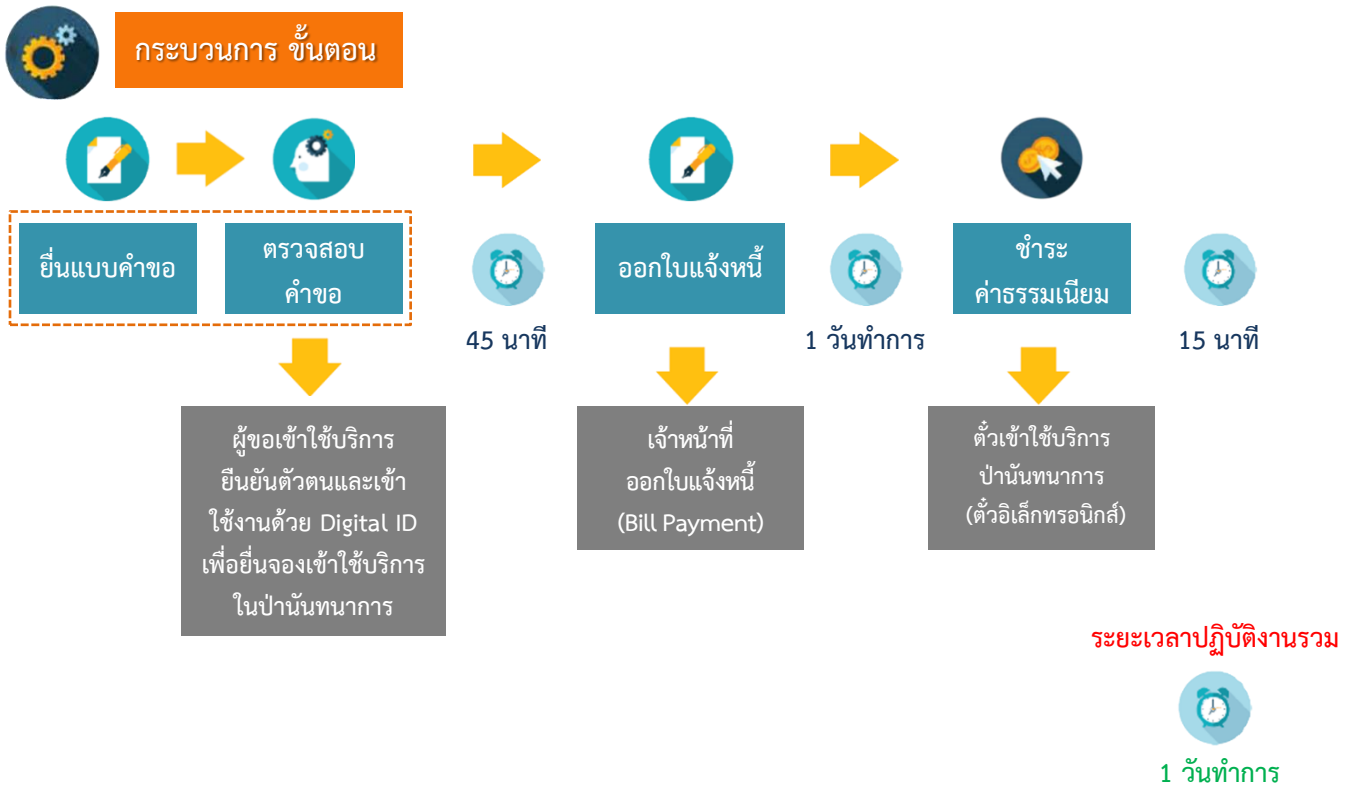 กระบวนการ ขั้นตอน
ยื่นแบบคำขอ
ตรวจสอบ
คำขอ
45 นาที
ออกใบแจ้งหนี้
1 วันทำการ
ชำระ
ค่าธรรมเนียม
15 นาที
ผู้ขอเข้าใช้บริการ
ยืนยันตัวตนและเข้า
ใช้งานด้วย Digital ID
เพื่อยื่นจองเข้าใช้บริการ
ในป่านันทนาการ
เจ้าหน้าที่
ออกใบแจ้งหนี้
(Bill Payment)
ตั๋วเข้าใช้บริการ
ป่านันทนาการ
(ตั๋วอิเล็กทรอนิกส์)
ระยะเวลาปฏิบัติงานรวม
1 วันทำการ